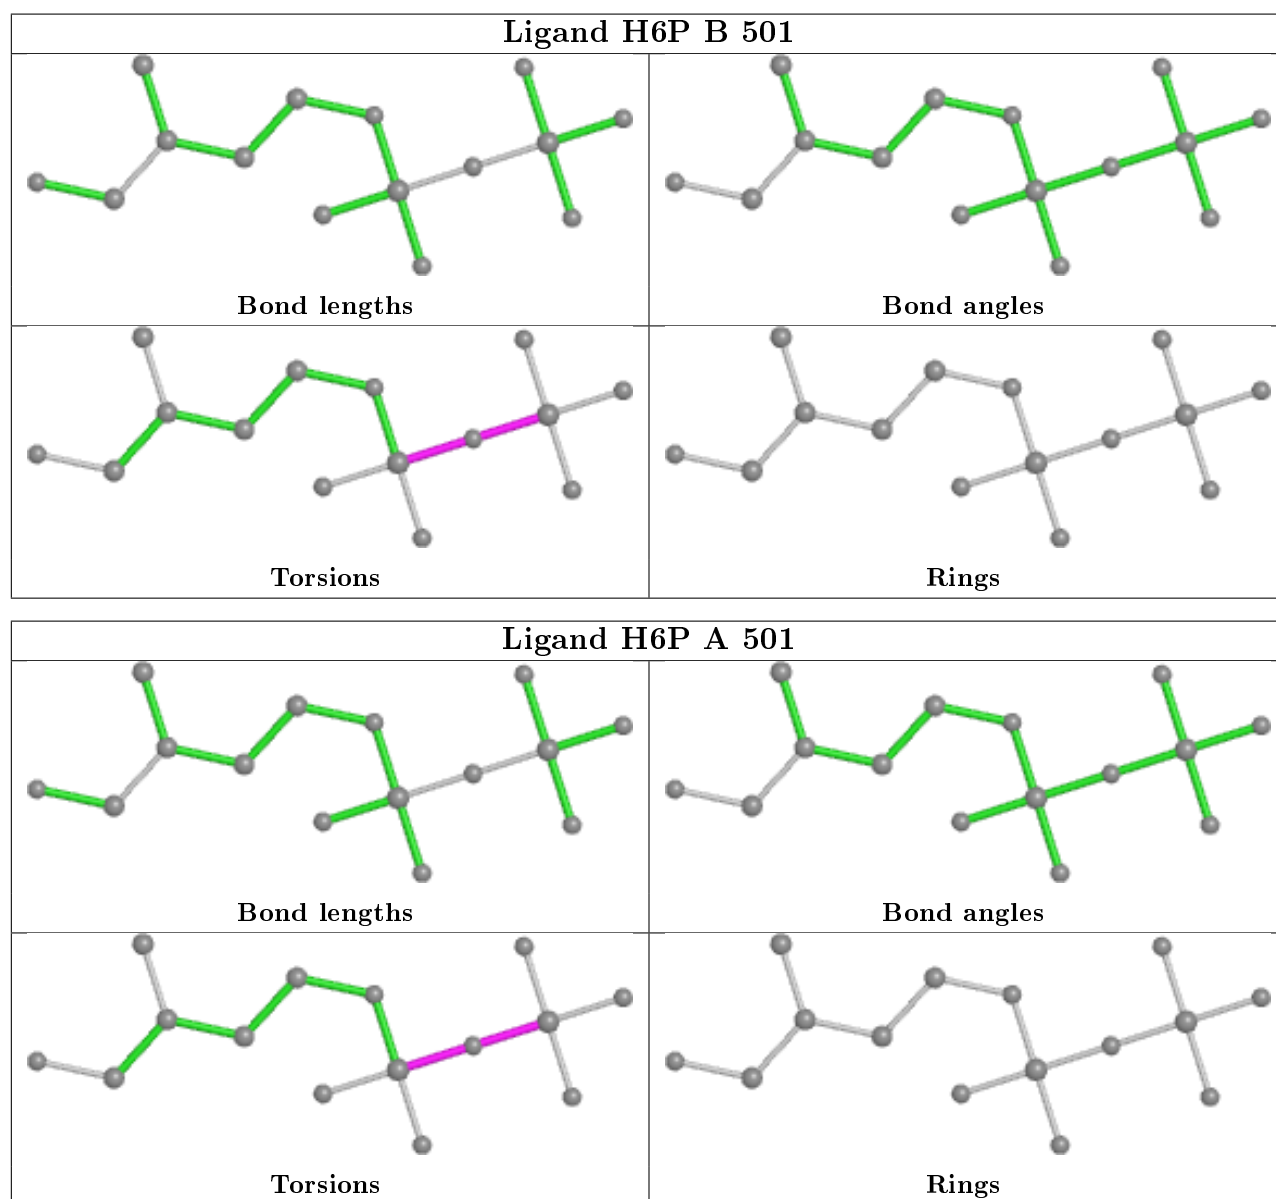 Ligand H6P B 501
Bond lengths
Bond angles
Torsions
Rings
Ligand H6P A 501
Bond lengths
Bond angles
Torsions
Rings